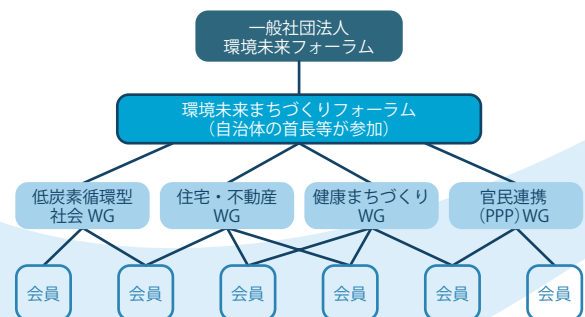 一般社団法人
環境未来フォーラム
環境未来まちづくりフォーラム
（自治体の首長等が参加）
低炭素循環型
社会 WG
住宅・不動産
WG
健康まちづくり
WG
官民連携
（PPP）WG
会員
会員
会員
会員
会員
会員